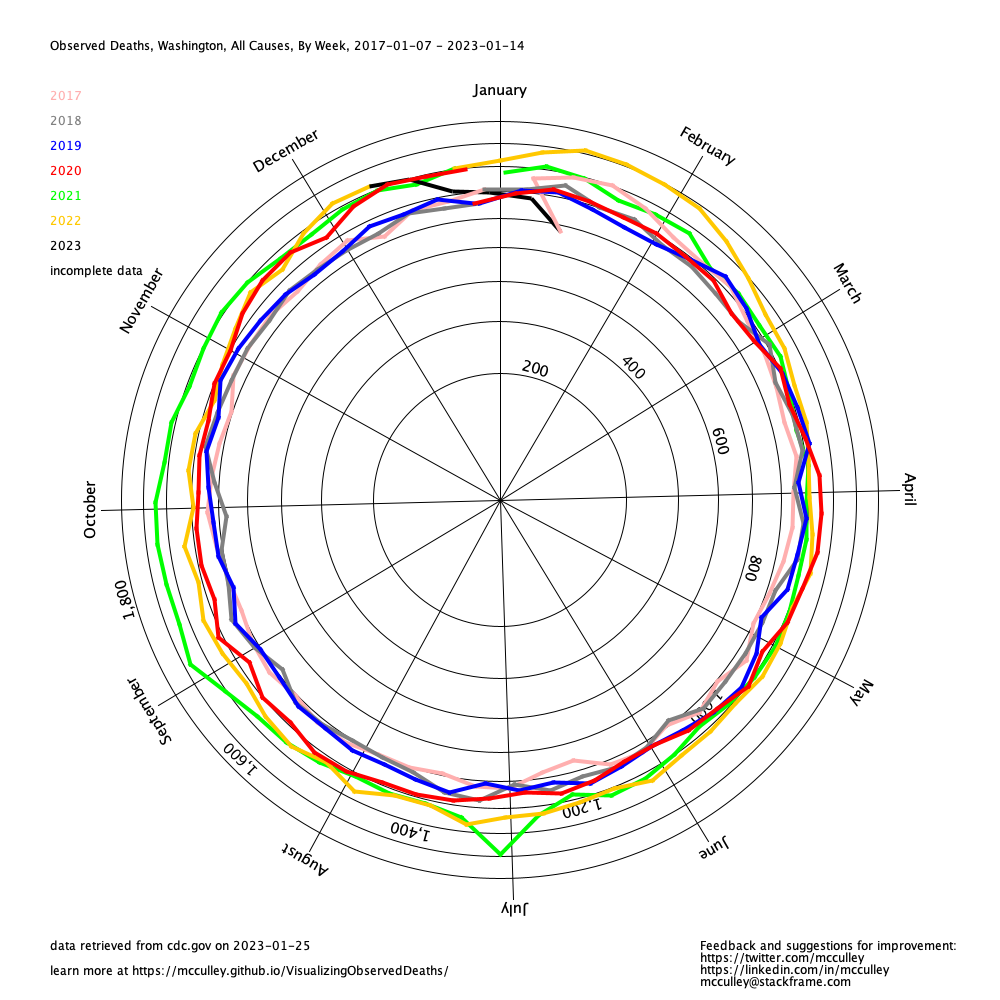 Observed Deaths, Washington, All Causes, By Week, 2017-01-07 - 2023-01-14
January
2017
2018
2019
2020
2021
2022
2023
incomplete data
February
March
April
May
June
July
August
September
October
November
December
200
400
600
800
1,000
1,200
1,400
1,600
1,800
data retrieved from cdc.gov on 2023-01-25
learn more at https://mcculley.github.io/VisualizingObservedDeaths/
Feedback and suggestions for improvement:
https://twitter.com/mcculley
https://linkedin.com/in/mcculley
mcculley@stackframe.com